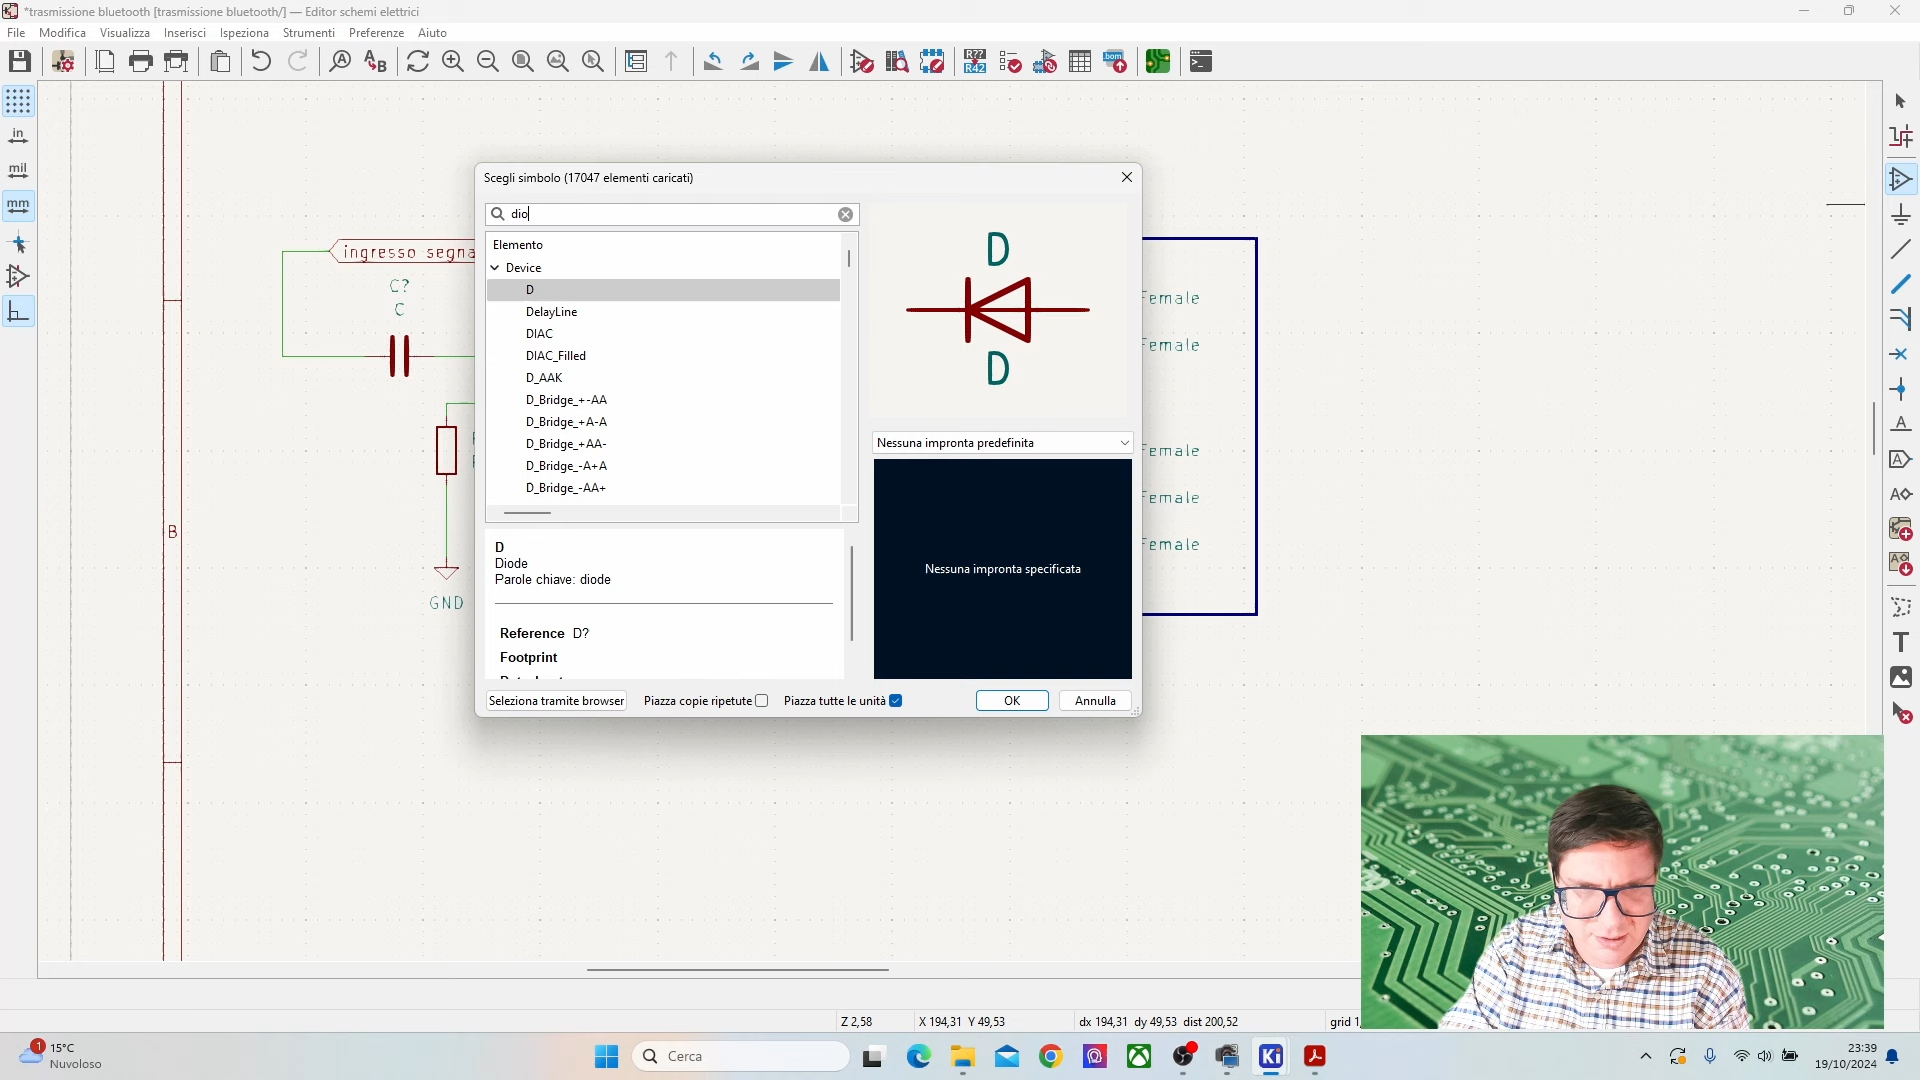 *trasmissione bluetooth [trasmissione bluetooth/] — Editor schemi elettrici
File Modifica Visualizza Inserisci Ispeziona Strumenti Preferenze Aiuto
in
mil
mm
Scegli simbolo (17047 elementi caricati)
dio
Elemento
Device
D
DelayLine
DIAC
DIAC_Filled
D_AAK
D_Bridge_+-AA
D_Bridge_+A-A
D_Bridge_+AA-
D_Bridge_-A+A
D_Bridge_-AA+
D
Diode
Parole chiave: diode
Reference D?
Footprint
D
D
Nessuna impronta predefinita
Nessuna impronta specificata
Seleziona tramite browser
Piazza copie ripetute
Piazza tutte le unità
OK
Annulla
ingresso segna
C?
C
GND
B
Female
Female
Female
Female
Female
Z 2,58
X 194,31 Y 49,53
dx 194,31 dy 49,53 dist 200,52
grid 1,
1
15°C
Nuvoloso
Cerca
Ki
23:39
19/10/2024